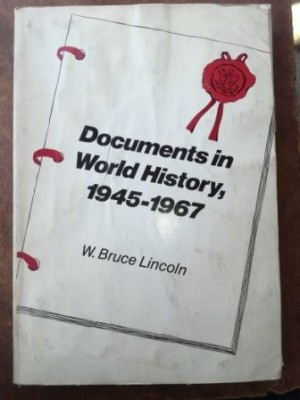 Documents in
World History,
1945-1967
W. Bruce Lincoln